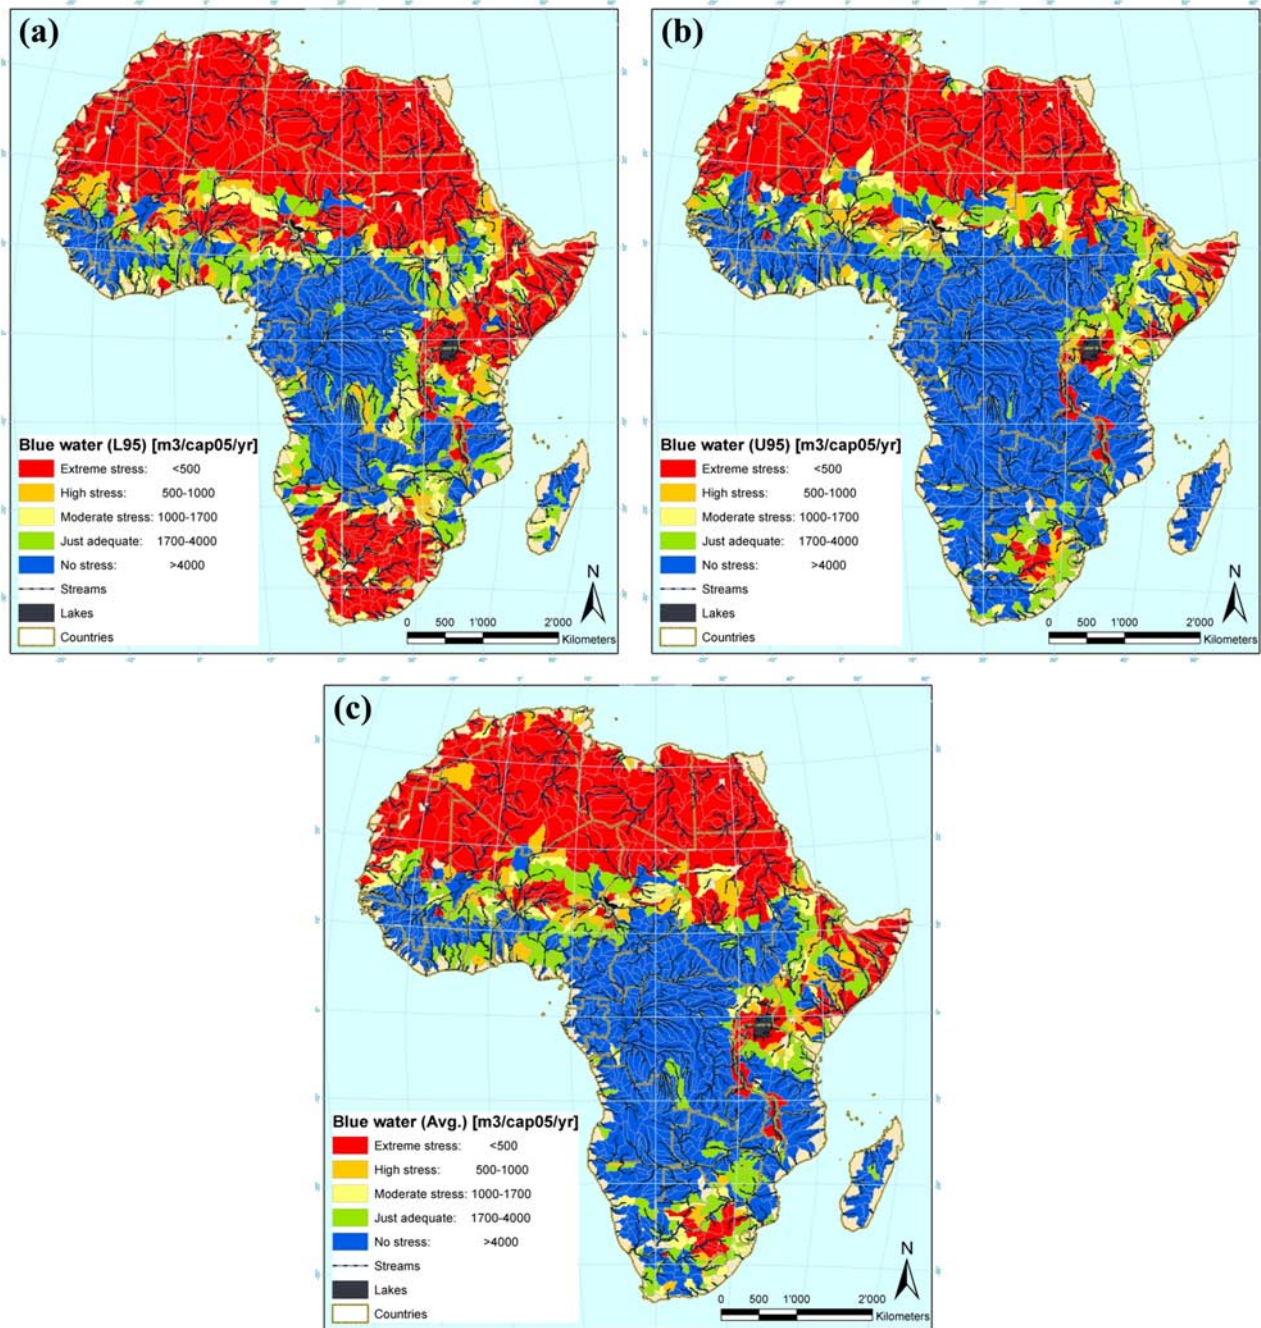 (a)
Blue water (L95) [m3/cap05/yr]
Extreme stress: <500
High stress: 500-1000
Moderate stress: 1000-1700
Just adequate: 1700-4000
No stress: >4000
Streams
Lakes
Countries
N
0 500 1'000 2'000
Kilometers
(b)
Blue water (U95) [m3/cap05/yr]
Extreme stress: <500
High stress: 500-1000
Moderate stress: 1000-1700
Just adequate: 1700-4000
No stress: >4000
Streams
Lakes
Countries
N
0 500 1'000 2'000
Kilometers
(c)
Blue water (Avg.) [m3/cap05/yr]
Extreme stress: <500
High stress: 500-1000
Moderate stress: 1000-1700
Just adequate: 1700-4000
No stress: >4000
Streams
Lakes
Countries
N
0 500 1'000 2'000
Kilometers